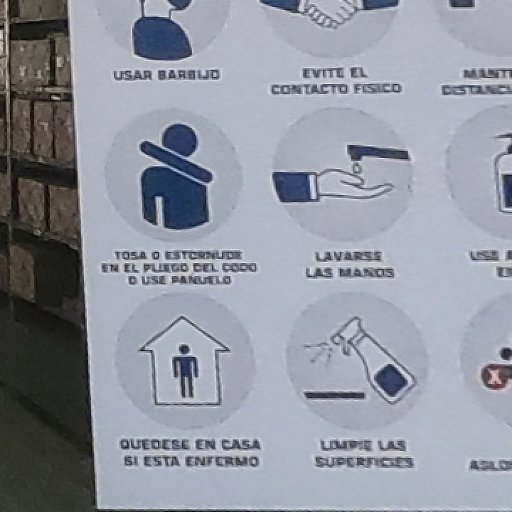 USAR BARBIJO
EVITE EL
CONTACTO FISICO
TOSA O ESTORNUDE
EN EL PLIEGO DEL CODO
O USE PAÑUELO
LAVARSE
LAS MANOS
USE
QUEDESE EN CASA
SI ESTA ENFERMO
LIMPIE LAS
SUPERFICIES